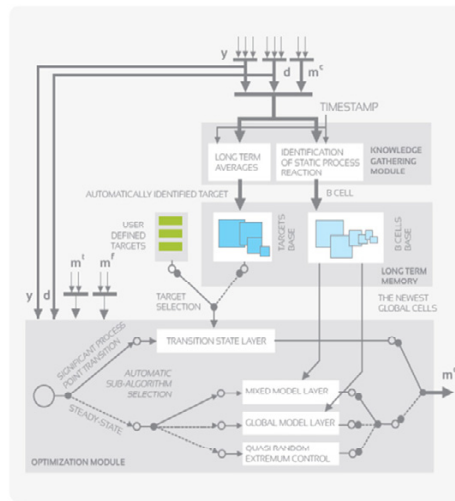 y
d
m^c
TIMESTAMP
LONG TERM
AVERAGES
IDENTIFICATION
OF STATIC PROCESS
REACTION
KNOWLEDGE
GATHERING
MODULE
AUTOMATICALLY IDENTIFIED TARGET
B CELL
USER
DEFINED
TARGETS
TARGETS
BASE
B CELLS
BASE
LONG TERM
MEMORY
m^t
m^f
y
d
TARGET
SELECTION
THE NEWEST
GLOBAL CELLS
SIGNIFICANT PROCESS
POINT TRANSITION
TRANSITION STATE LAYER
AUTOMATIC
SUB-ALGORITHM
SELECTION
MIXED MODEL LAYER
STEADY-STATE
GLOBAL MODEL LAYER
QUASI RANDOM
EXTREMUM CONTROL
OPTIMIZATION MODULE